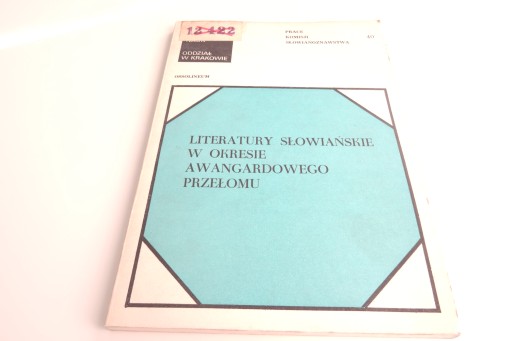 12422
ODDZIAŁ
W KRAKOWIE
OSSOLINEUM
PRACE
KOMISJI
SŁOWIANOZNAWSTWA
LITERATURY SŁOWIAŃSKIE
W OKRESIE
AWANGARDOWEGO
PRZEŁOMU